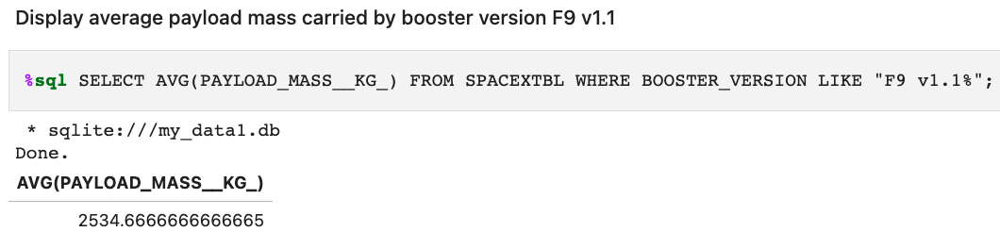 Display average payload mass carried by booster version F9 v1.1
%sql SELECT AVG(PAYLOAD_MASS__KG_) FROM SPACEXTBL WHERE BOOSTER_VERSION LIKE "F9 v1.1%";
* sqlite:///my_data1.db
Done.
AVG(PAYLOAD_MASS__KG_)
2534.6666666666665